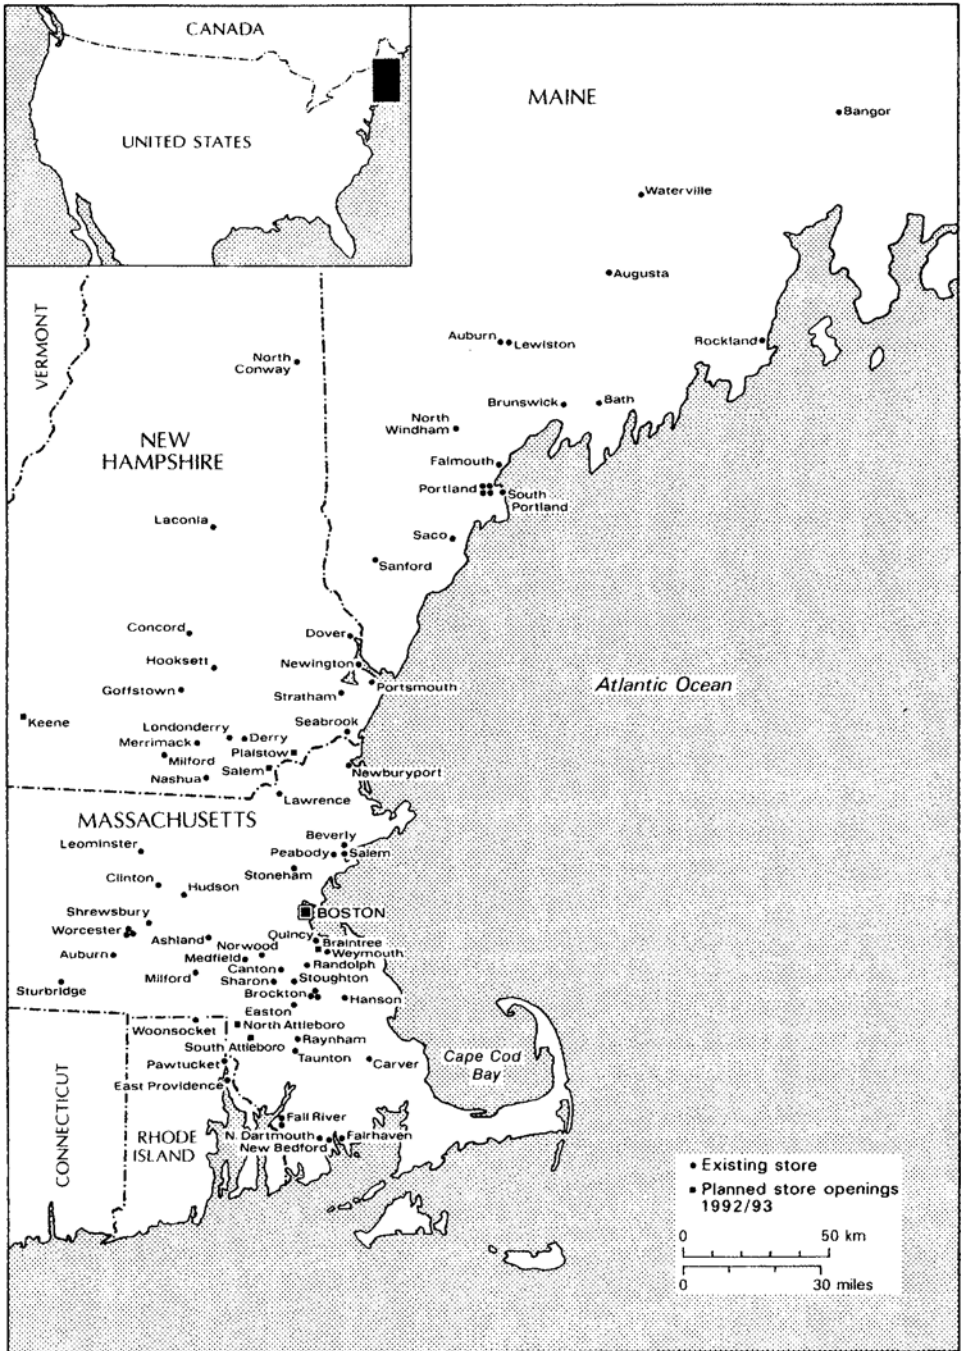 CANADA
UNITED STATES
MAINE
Bangor
Waterville
Augusta
VERMONT
Auburn
Lewiston
Rockland
North
Conway
Brunswick
Bath
North
Windham
NEW
HAMPSHIRE
Falmouth
Portland
South
Portland
Laconia
Saco
Sanford
Concord
Dover
Hooksett
Newington
Goffstown
Portsmouth
Stratham
Atlantic Ocean
Keene
Londonderry
Derry
Seabrook
Merrimack
Plaistow
Milford
Salem
Nashua
Newburyport
Lawrence
MASSACHUSETTS
Leominster
Beverly
Peabody
Salem
Stoneham
Clinton
Hudson
Shrewsbury
BOSTON
Worcester
Ashland
Norwood
Quincy
Braintree
Weymouth
Auburn
Medfield
Randolph
Canton
Milford
Sharon
Stoughton
Sturbridge
Brockton
Hanson
Easton
Woonsocket
North Attleboro
South Attleboro
Raynham
Taunton
Pawtucket
Carver
Cape Cod
Bay
East Providence
CONNECTICUT
Fall River
RHODE
ISLAND
N. Dartmouth
Fairhaven
New Bedford
Existing store
Planned store openings
1992/93
0 50 km
0 30 miles